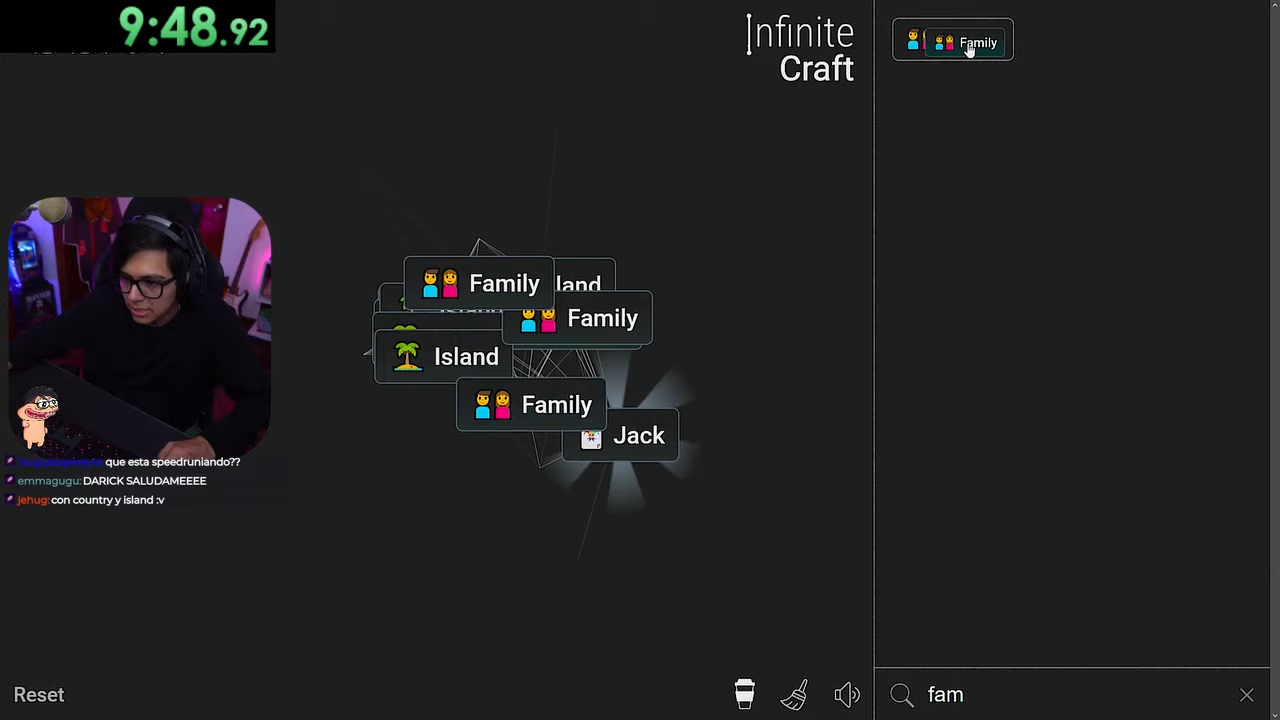 9:48.92
Infinite
Craft
Family
Family
land
Family
Island
Family
Jack
que esta speedruniando??
emmagugu: DARICK SALUDAMEEEE
jehug: con country y island :v
Reset
fam